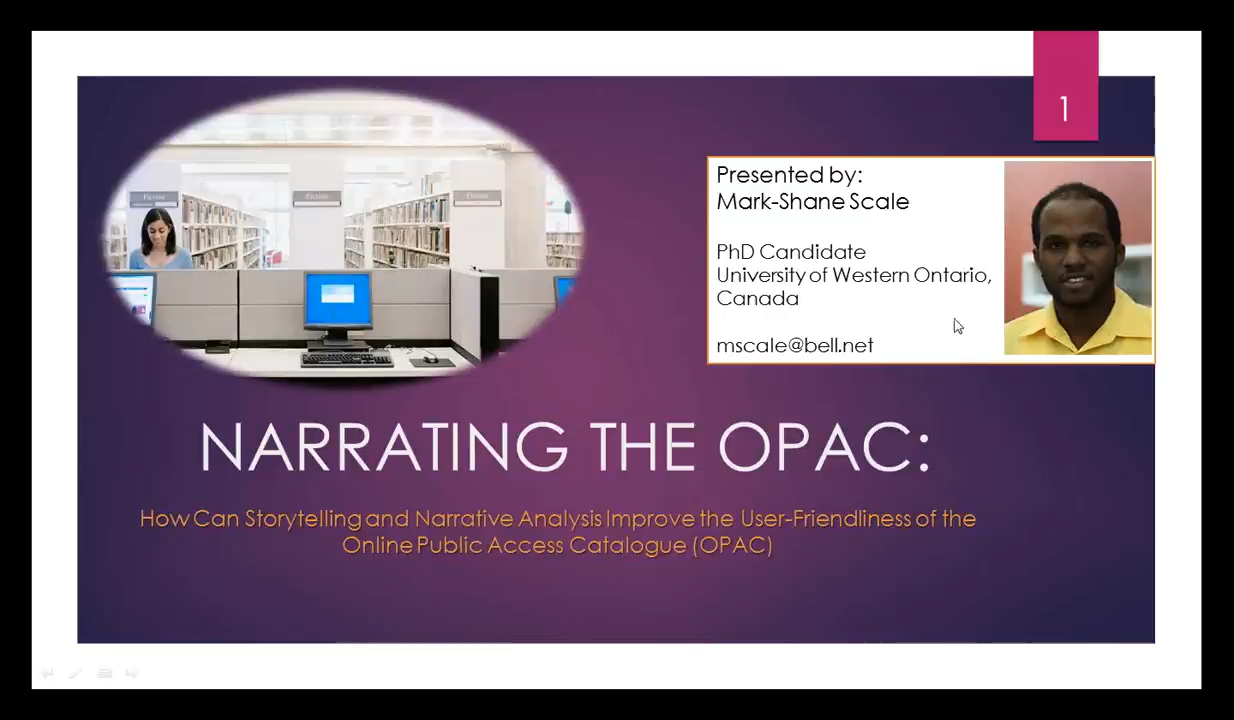 1
Presented by:
Mark-Shane Scale
PhD Candidate
University of Western Ontario,
Canada
mscale@bell.net
NARRATING THE OPAC:
How Can Storytelling and Narrative Analysis Improve the User-Friendliness of the
Online Public Access Catalogue (OPAC)